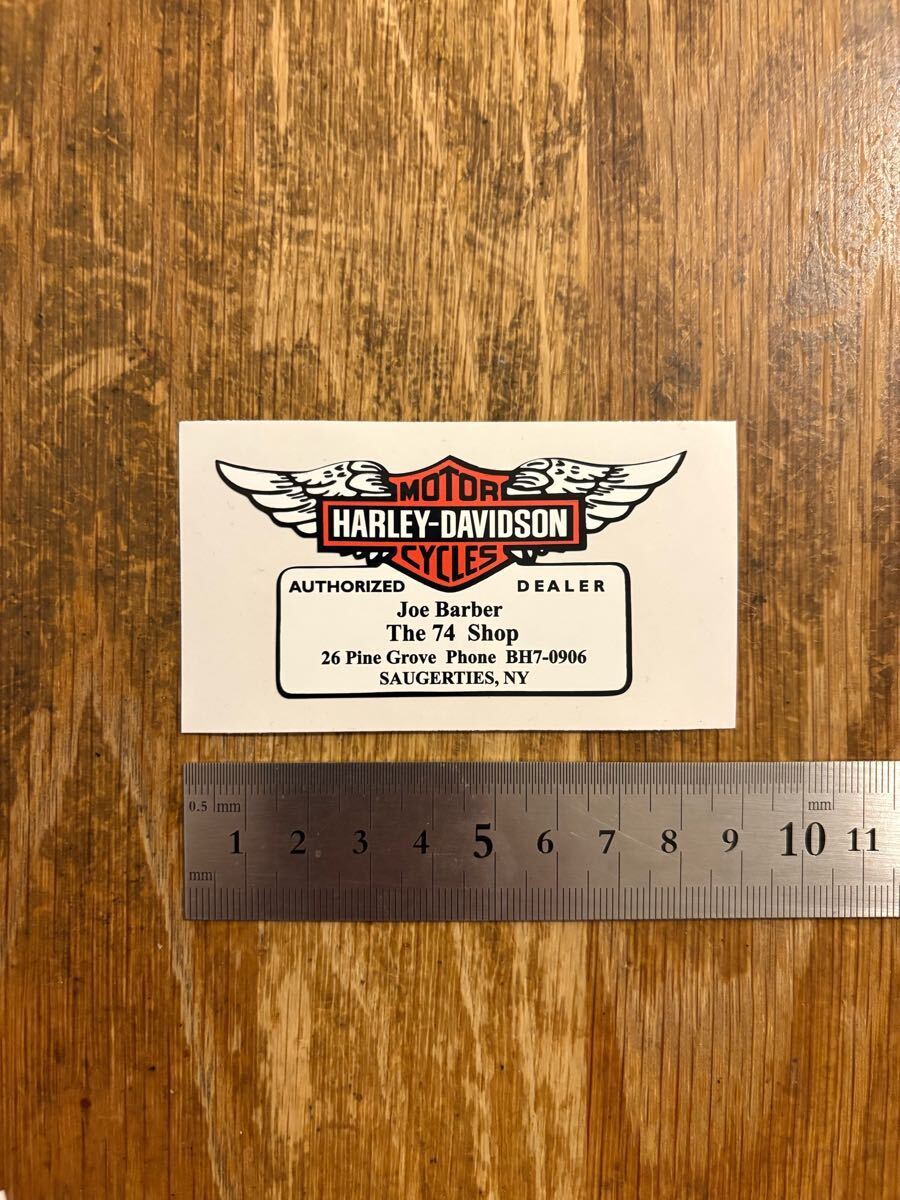 MOTOR
HARLEY-DAVIDSON
CYCLES
AUTHORIZED DEALER
Joe Barber
The 74 Shop
26 Pine Grove Phone BH7-0906
SAUGERTIES, NY
0.5 mm mm
1 2 3 4 5 6 7 8 9 10 11
mm